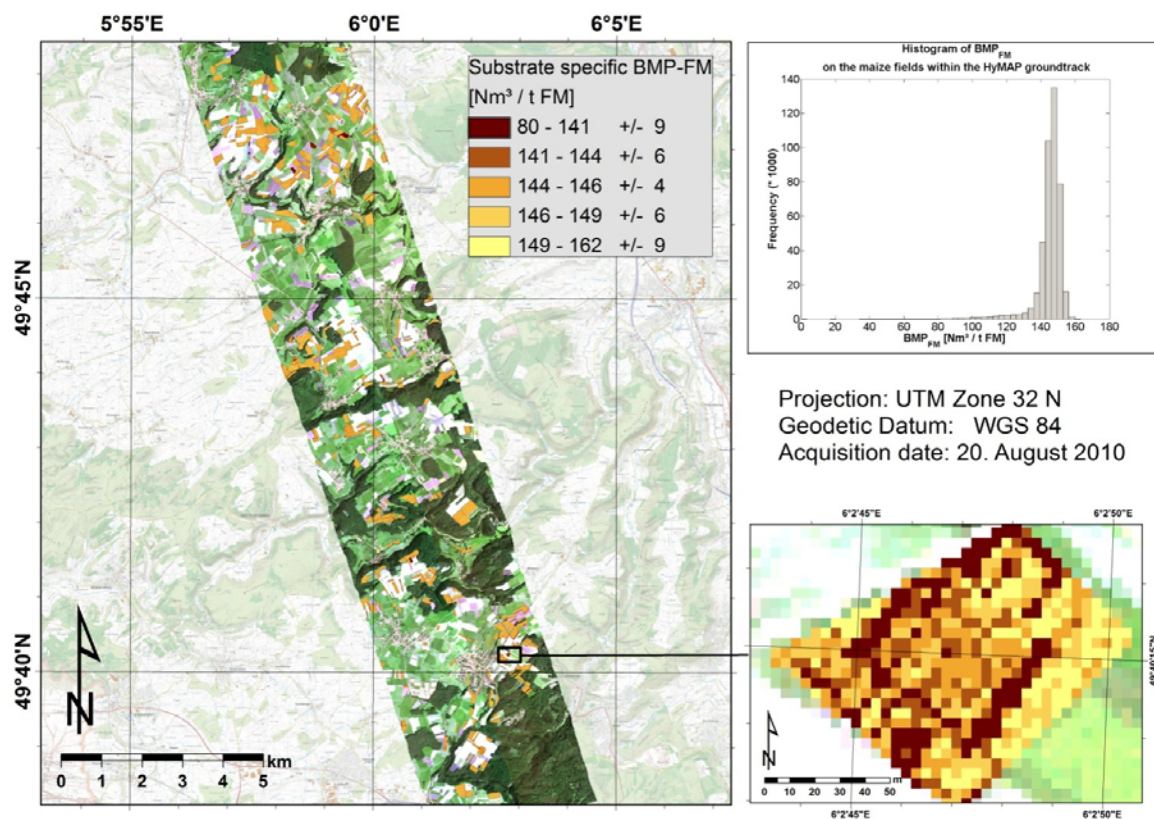 5°55'E 6°0'E 6°5'E
49°45'N
49°40'N
Substrate specific BMP-FM
[Nm³ / t FM]
80 - 141 +/- 9
141 - 144 +/- 6
144 - 146 +/- 4
146 - 149 +/- 6
149 - 162 +/- 9
N
km
0 1 2 3 4 5
Histogram of BMP_FM
on the maize fields within the HyMAP groundtrack
Frequency (* 1000)
140
120
100
80
60
40
20
0
0 20 40 60 80 100 120 140 160 180
BMP_FM [Nm³ / t FM]
Projection: UTM Zone 32 N
Geodetic Datum: WGS 84
Acquisition date: 20. August 2010
6°2'45"E 6°2'50"E
49°40'15"N
N
0 10 20 30 40 50 m
6°2'45"E 6°2'50"E